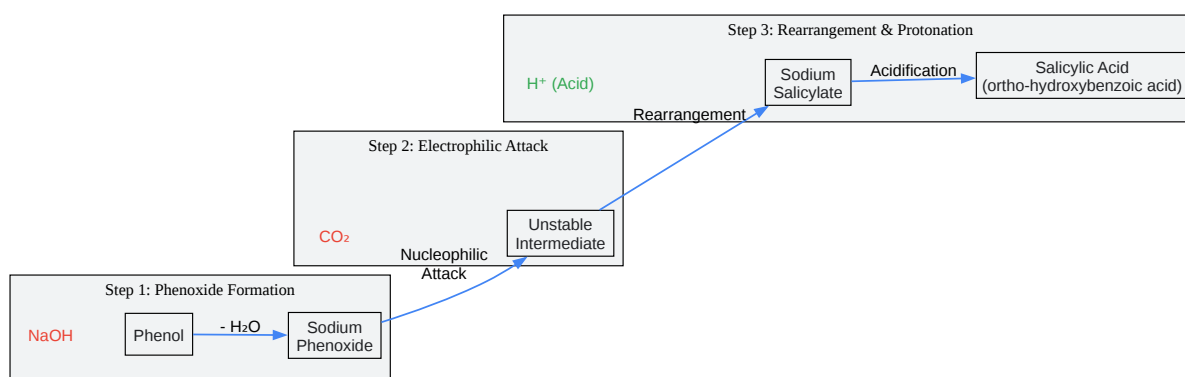 Step 3: Rearrangement & Protonation
H⁺ (Acid)
Sodium
Salicylate
Acidification
Salicylic Acid
(ortho-hydroxybenzoic acid)
Rearrangement
Step 2: Electrophilic Attack
CO₂
Unstable
Intermediate
Nucleophilic
Attack
Step 1: Phenoxide Formation
NaOH
Phenol
- H₂O
Sodium
Phenoxide